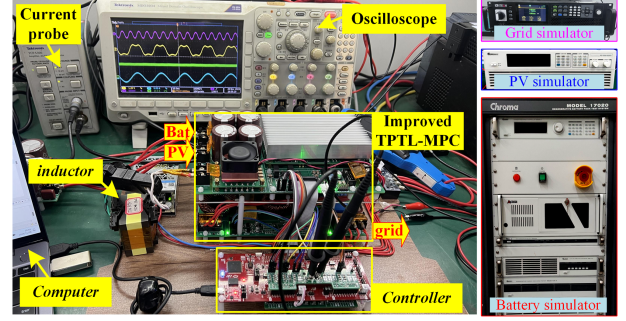 Current
probe
Tektronix
Oscilloscope
Grid simulator
PV simulator
Bat
PV
Improved
TPTL-MPC
inductor
grid
Computer
Controller
Chroma
MODEL 17020
Battery simulator